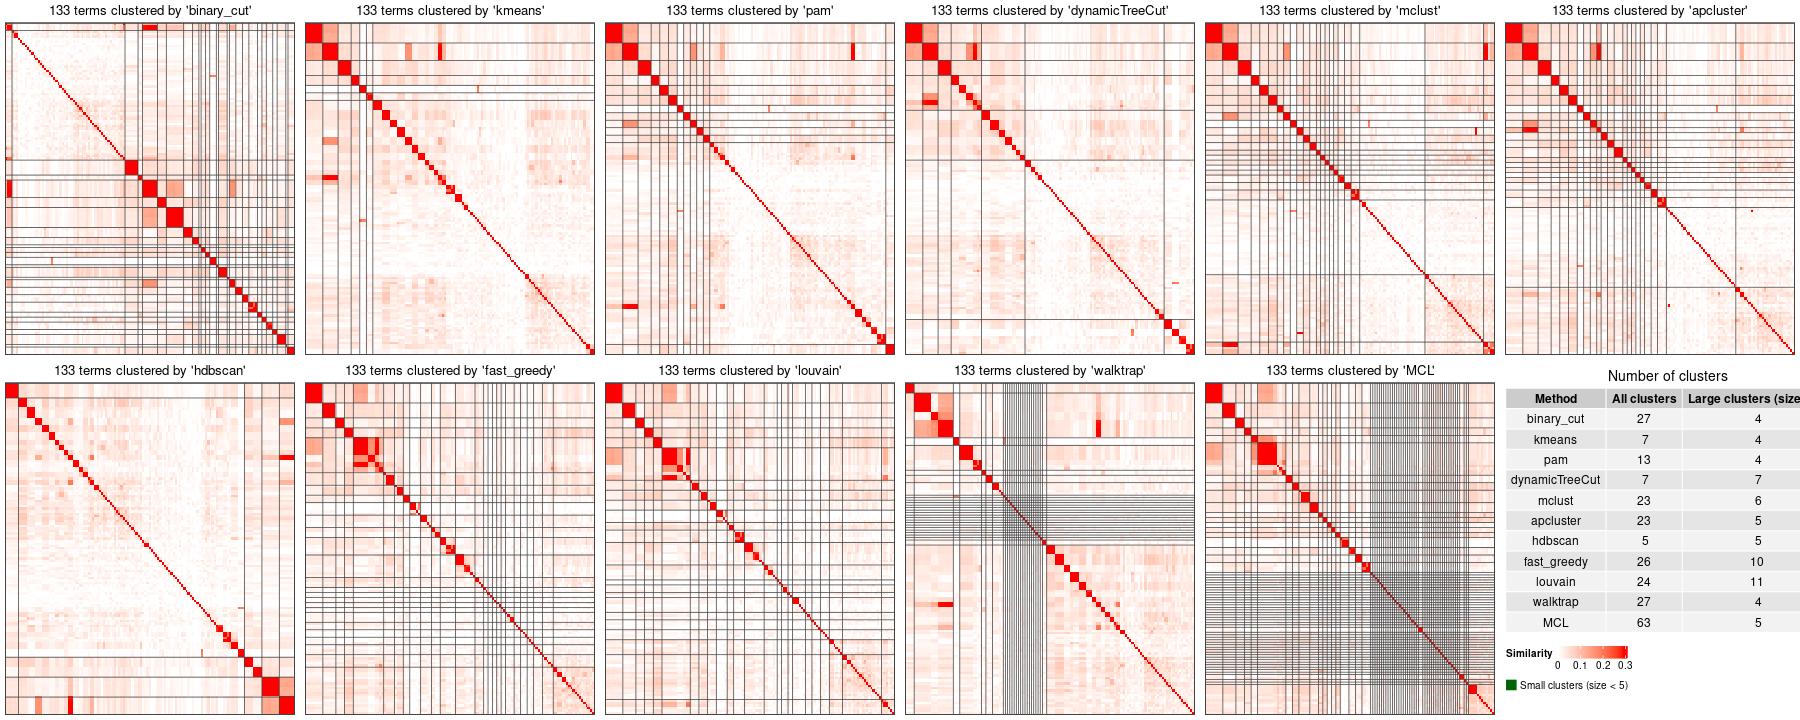 133 terms clustered by 'binary_cut'
133 terms clustered by 'kmeans'
133 terms clustered by 'pam'
133 terms clustered by 'dynamicTreeCut'
133 terms clustered by 'mclust'
133 terms clustered by 'apcluster'
133 terms clustered by 'hdbscan'
133 terms clustered by 'fast_greedy'
133 terms clustered by 'louvain'
133 terms clustered by 'walktrap'
133 terms clustered by 'MCL'
Number of clusters
Method All clusters Large clusters (size
binary_cut 27 4
kmeans 7 4
pam 13 4
dynamicTreeCut 7 7
mclust 23 6
apcluster 23 5
hdbscan 5 5
fast_greedy 26 10
louvain 24 11
walktrap 27 4
MCL 63 5
Similarity
0 0.1 0.2 0.3
Small clusters (size < 5)